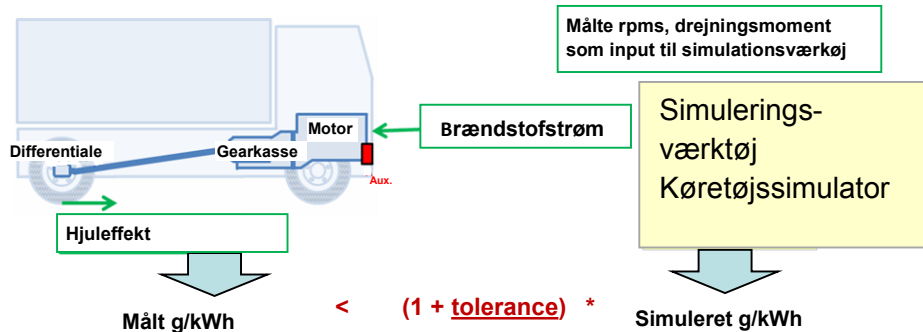 Målte rpms, drejningsmoment
som input til simulationsværkøj
Simulerings-
værktøj
Køretøjssimulator
Motor
Brændstofstrøm
Differentiale
Gearkasse
Aux.
Hjuleffekt
Målt g/kWh < (1 + tolerance) * Simuleret g/kWh